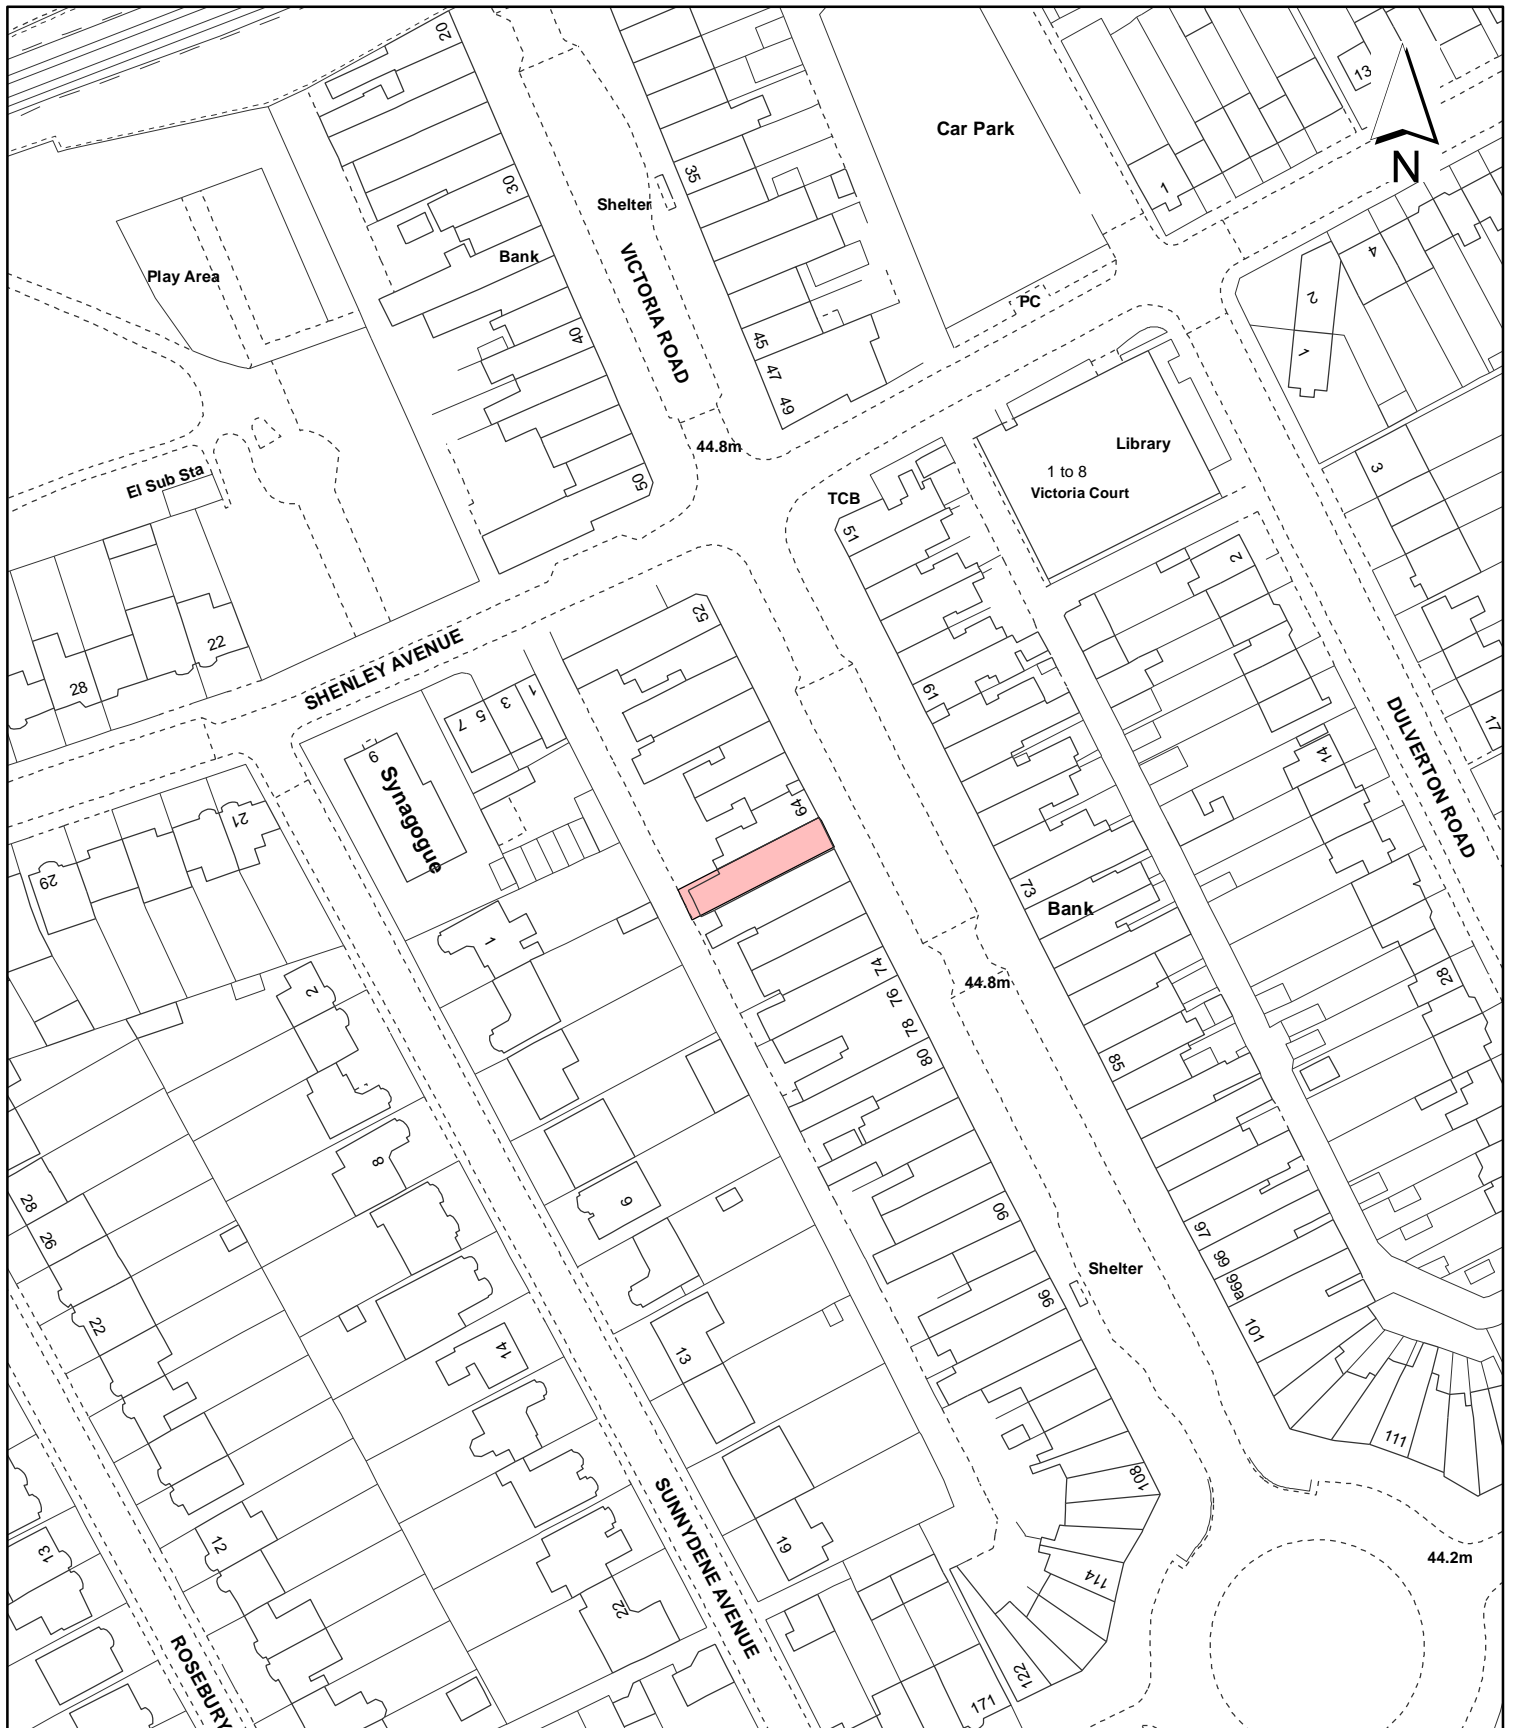 20
13
Car Park
N
35
1
30
Shelter
Bank
VICTORIA ROAD
Play Area
4
2
1
PC
40
45
47
49
44.8m
Library
1 to 8
Victoria Court
3
El Sub Sta
50
TCB
51
2
52
22
28
SHENLEY AVENUE
1
3
5
7
9
Synagogue
61
DULVERTON ROAD
17
14
64
21
29
73
Bank
1
74
76
78
80
44.8m
28
2
85
8
28
26
9
90
97
99
99a
101
Shelter
96
22
14
13
111
108
SUNNYDENE AVENUE
19
12
13
44.2m
114
22
122
171
ROSEBURY